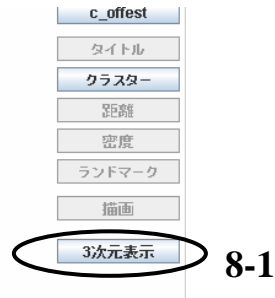 c_offest
タイトル
クラスター
距離
密度
ランドマーク
描画
3次元表示
8-1